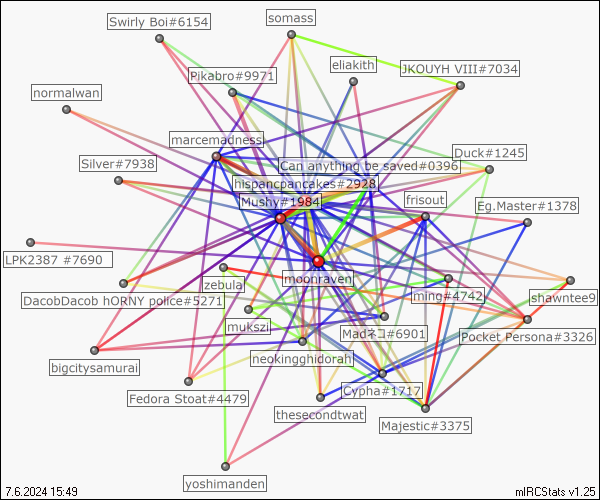 Swirly Boi#6154
somass
Pikabro#9971
eliakith
JKOUYH VIII#7034
normalwan
marcemadness
Duck#1245
Silver#7938
Can anything be saved#0396
hispancpancakes#2928
Mushy#1984
frisout
Eg.Master#1378
LPK2387 #7690
moonraven
zebula
DacobDacob hORNY police#5271
ming#4742
shawntee9
mukszi
Madネコ#6901
Pocket Persona#3326
neokingghidorah
bigcitysamurai
Fedora Stoat#4479
Cypha#1717
thesecondtwat
Majestic#3375
yoshimanden
7.6.2024 15:49
mIRCStats v1.25